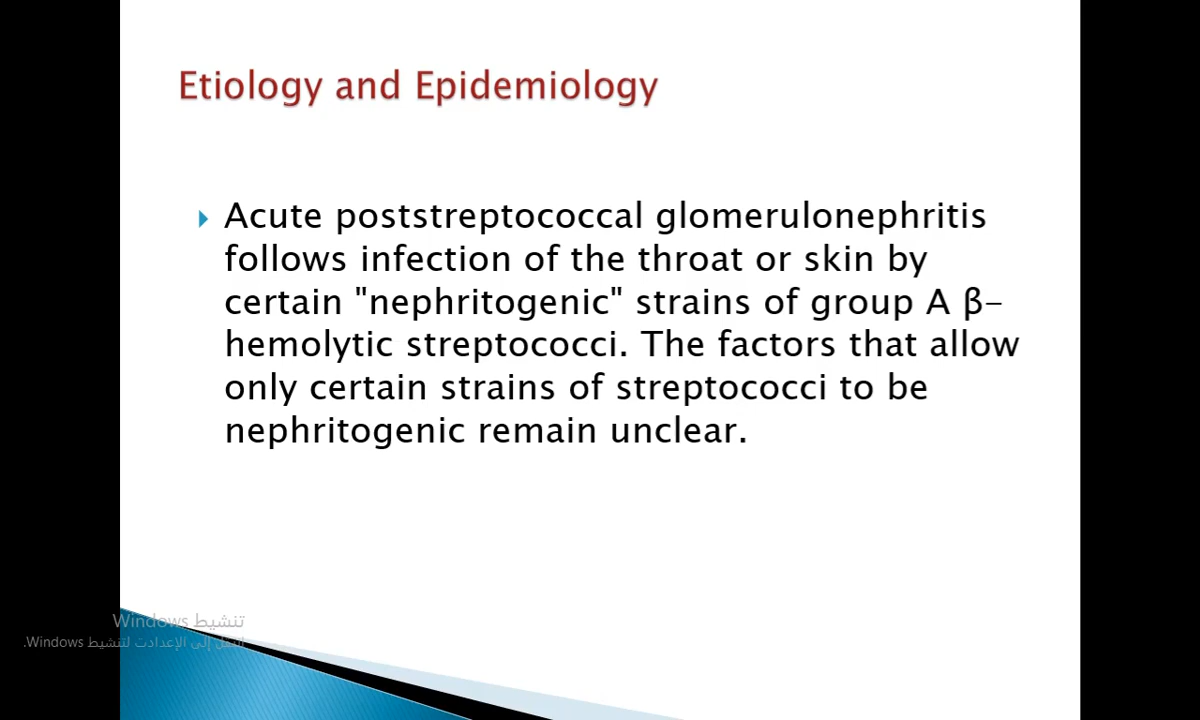 Etiology and Epidemiology
Acute poststreptococcal glomerulonephritis
follows infection of the throat or skin by
certain "nephritogenic" strains of group A β-
hemolytic streptococci. The factors that allow
only certain strains of streptococci to be
nephritogenic remain unclear.
تنشيط Windows
انتقل إلى الإعدادت لتنشيط Windows.